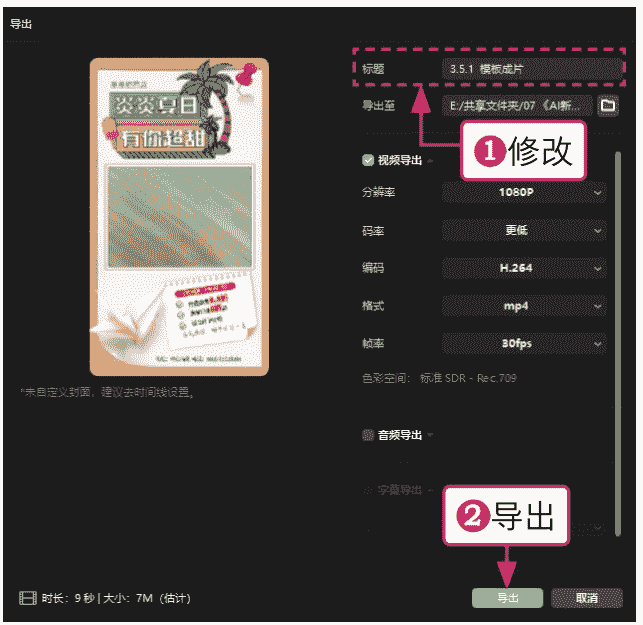 导出
标题
3.5.1 模板成片
导出至
E:/共享文件夹/07 《AI新...
❶修改
视频导出
分辨率
1080P
码率
更低
编码
H.264
格式
mp4
帧率
30fps
色彩空间： 标准 SDR - Rec.709
音频导出
字幕导出
❷导出
炎炎夏日
有你超甜
*未自定义封面，建议去时间线设置。
时长：9 秒 | 大小：7M（估计）
导出
取消